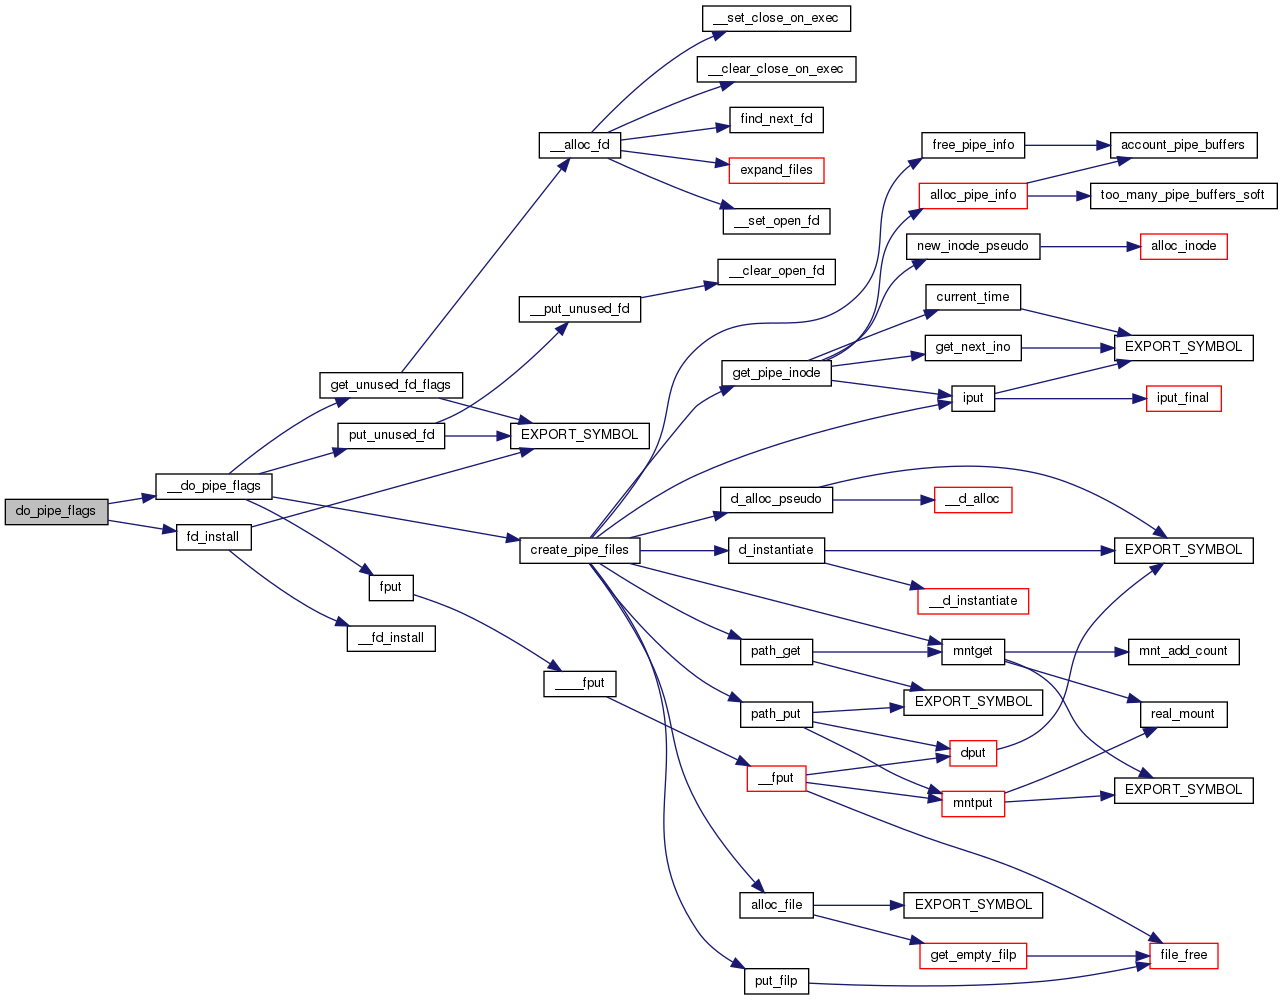 __set_close_on_exec
__clear_close_on_exec
find_next_fd
__alloc_fd
free_pipe_info
account_pipe_buffers
expand_files
alloc_pipe_info
too_many_pipe_buffers_soft
__set_open_fd
new_inode_pseudo
alloc_inode
__clear_open_fd
current_time
__put_unused_fd
get_next_ino
EXPORT_SYMBOL
get_pipe_inode
get_unused_fd_flags
iput
iput_final
put_unused_fd
EXPORT_SYMBOL
__do_pipe_flags
d_alloc_pseudo
__d_alloc
do_pipe_flags
fd_install
create_pipe_files
d_instantiate
EXPORT_SYMBOL
fput
__d_instantiate
__fd_install
path_get
mntget
mnt_add_count
____fput
EXPORT_SYMBOL
path_put
real_mount
dput
__fput
EXPORT_SYMBOL
mntput
alloc_file
EXPORT_SYMBOL
get_empty_filp
file_free
put_filp